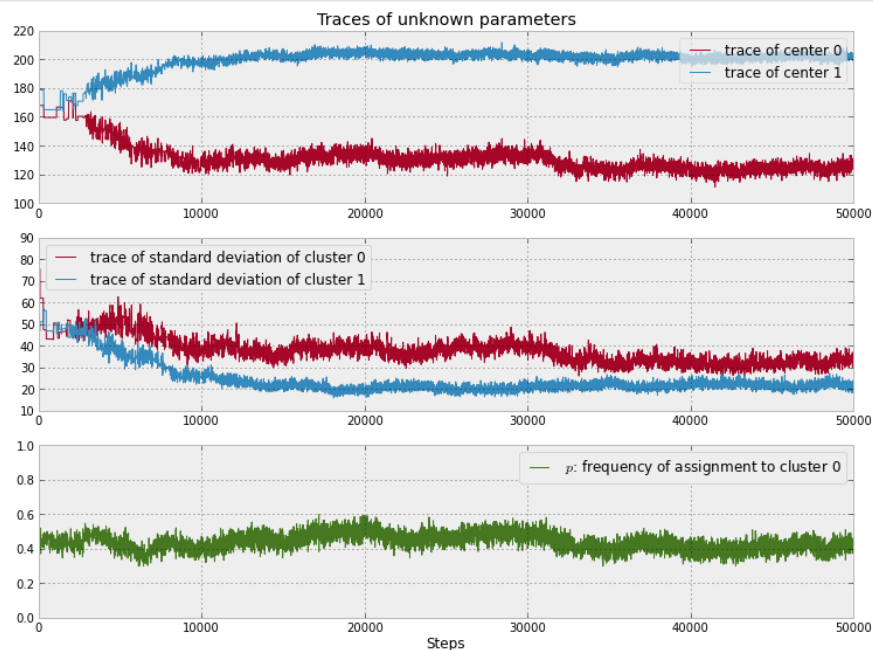 Traces of unknown parameters
220
200
180
160
140
120
100
trace of center 0
trace of center 1
0 10000 20000 30000 40000 50000
90
80
70
60
50
40
30
20
10
trace of standard deviation of cluster 0
trace of standard deviation of cluster 1
0 10000 20000 30000 40000 50000
1.0
0.8
0.6
0.4
0.2
0.0
p: frequency of assignment to cluster 0
0 10000 20000 30000 40000 50000
Steps